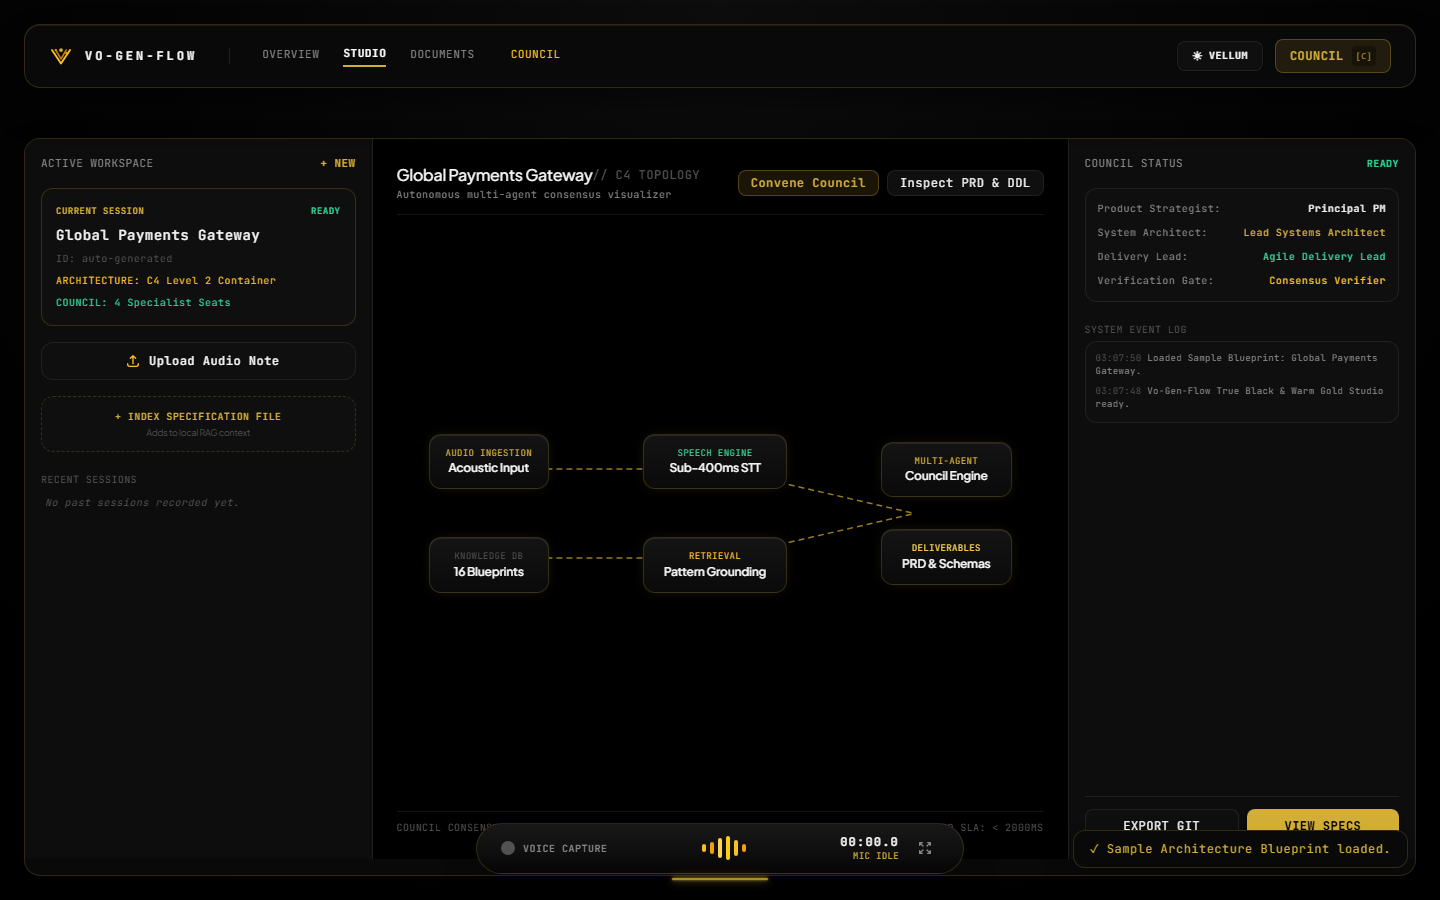 VO-GEN-FLOW
OVERVIEW
STUDIO
DOCUMENTS
COUNCIL
VELLUM
COUNCIL [C]
ACTIVE WORKSPACE
+ NEW
CURRENT SESSION
READY
Global Payments Gateway
ID: auto-generated
ARCHITECTURE: C4 Level 2 Container
COUNCIL: 4 Specialist Seats
Upload Audio Note
+ INDEX SPECIFICATION FILE
Adds to local RAG context
RECENT SESSIONS
No past sessions recorded yet.
Global Payments Gateway // C4 TOPOLOGY
Autonomous multi-agent consensus visualizer
Convene Council
Inspect PRD & DDL
AUDIO INGESTION
Acoustic Input
SPEECH ENGINE
Sub-400ms STT
MULTI-AGENT
Council Engine
KNOWLEDGE DB
16 Blueprints
RETRIEVAL
Pattern Grounding
DELIVERABLES
PRD & Schemas
COUNCIL
SLA: < 2000MS
VOICE CAPTURE
00:00.0
MIC IDLE
COUNCIL STATUS
READY
Product Strategist: Principal PM
System Architect: Lead Systems Architect
Delivery Lead: Agile Delivery Lead
Verification Gate: Consensus Verifier
SYSTEM EVENT LOG
03:07:50 Loaded Sample Blueprint: Global Payments
Gateway.
03:07:48 Vo-Gen-Flow True Black & Warm Gold Studio
ready.
EXPORT GIT
VIEW SPECS
✓ Sample Architecture Blueprint loaded.